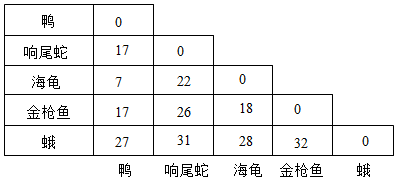 鸭 0
响尾蛇 17 0
海龟 7 22 0
金枪鱼 17 26 18 0
蛾 27 31 28 32 0
鸭 响尾蛇 海龟 金枪鱼 蛾